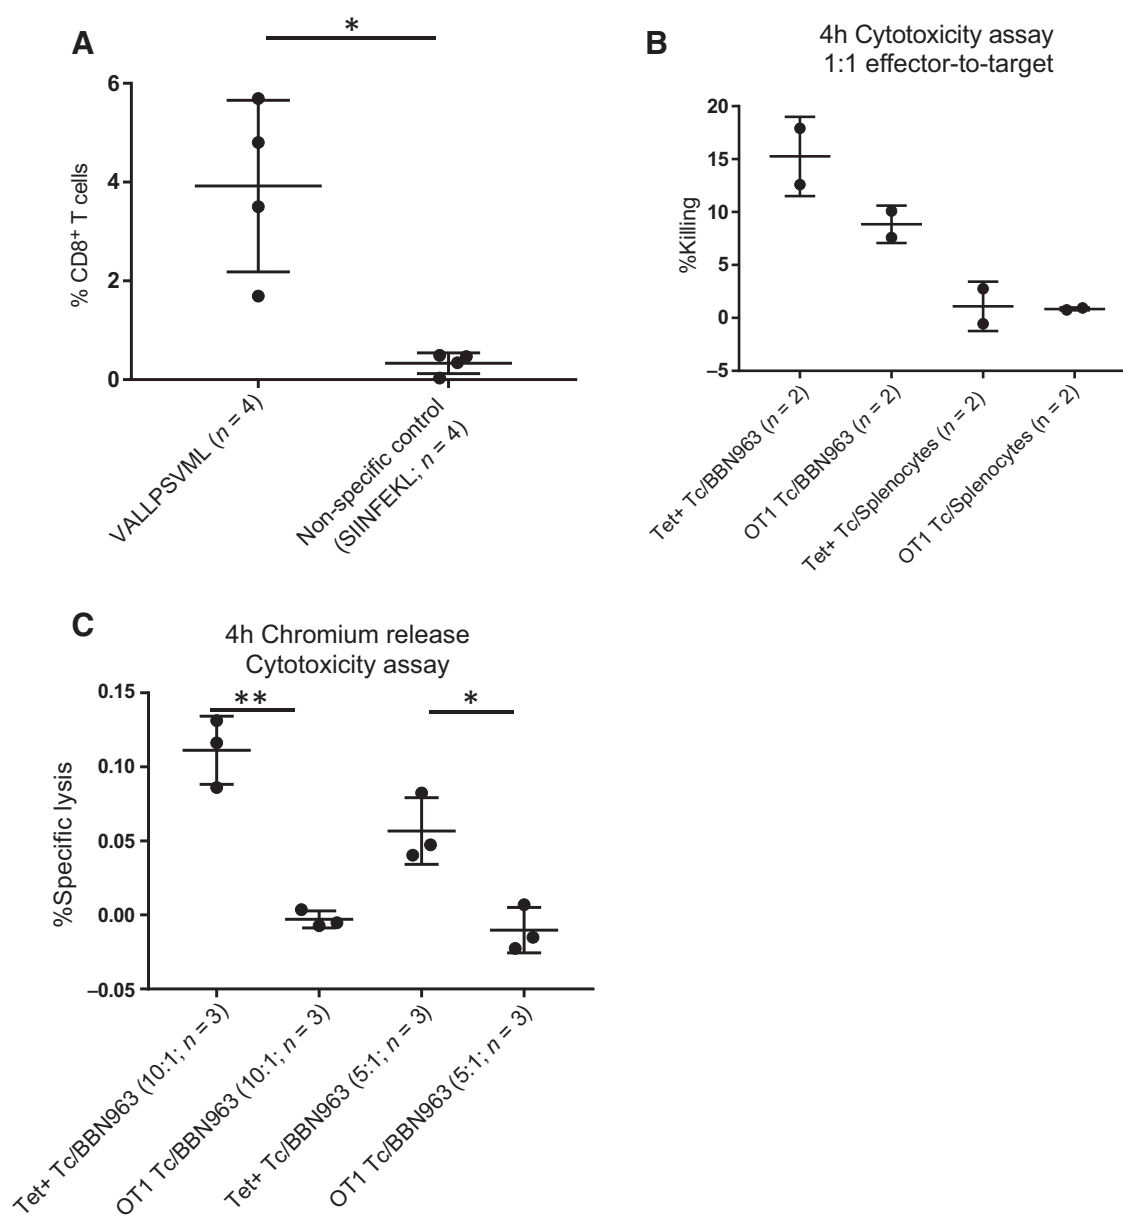 A
*
6
4
2
0
% CD8+ T cells
VALLPSVML (n = 4)
Non-specific control
(SIINFEKL; n = 4)
B
4h Cytotoxicity assay
1:1 effector-to-target
20
15
10
5
0
–5
%Killing
Tet+ Tc/BBN963 (n = 2)
OT1 Tc/BBN963 (n = 2)
Tet+ Tc/Splenocytes (n = 2)
OT1 Tc/Splenocytes (n = 2)
C
4h Chromium release
Cytotoxicity assay
**
*
0.15
0.10
0.05
0.00
–0.05
%Specific lysis
Tet+ Tc/BBN963 (10:1; n = 3)
OT1 Tc/BBN963 (10:1; n = 3)
Tet+ Tc/BBN963 (5:1; n = 3)
OT1 Tc/BBN963 (5:1; n = 3)